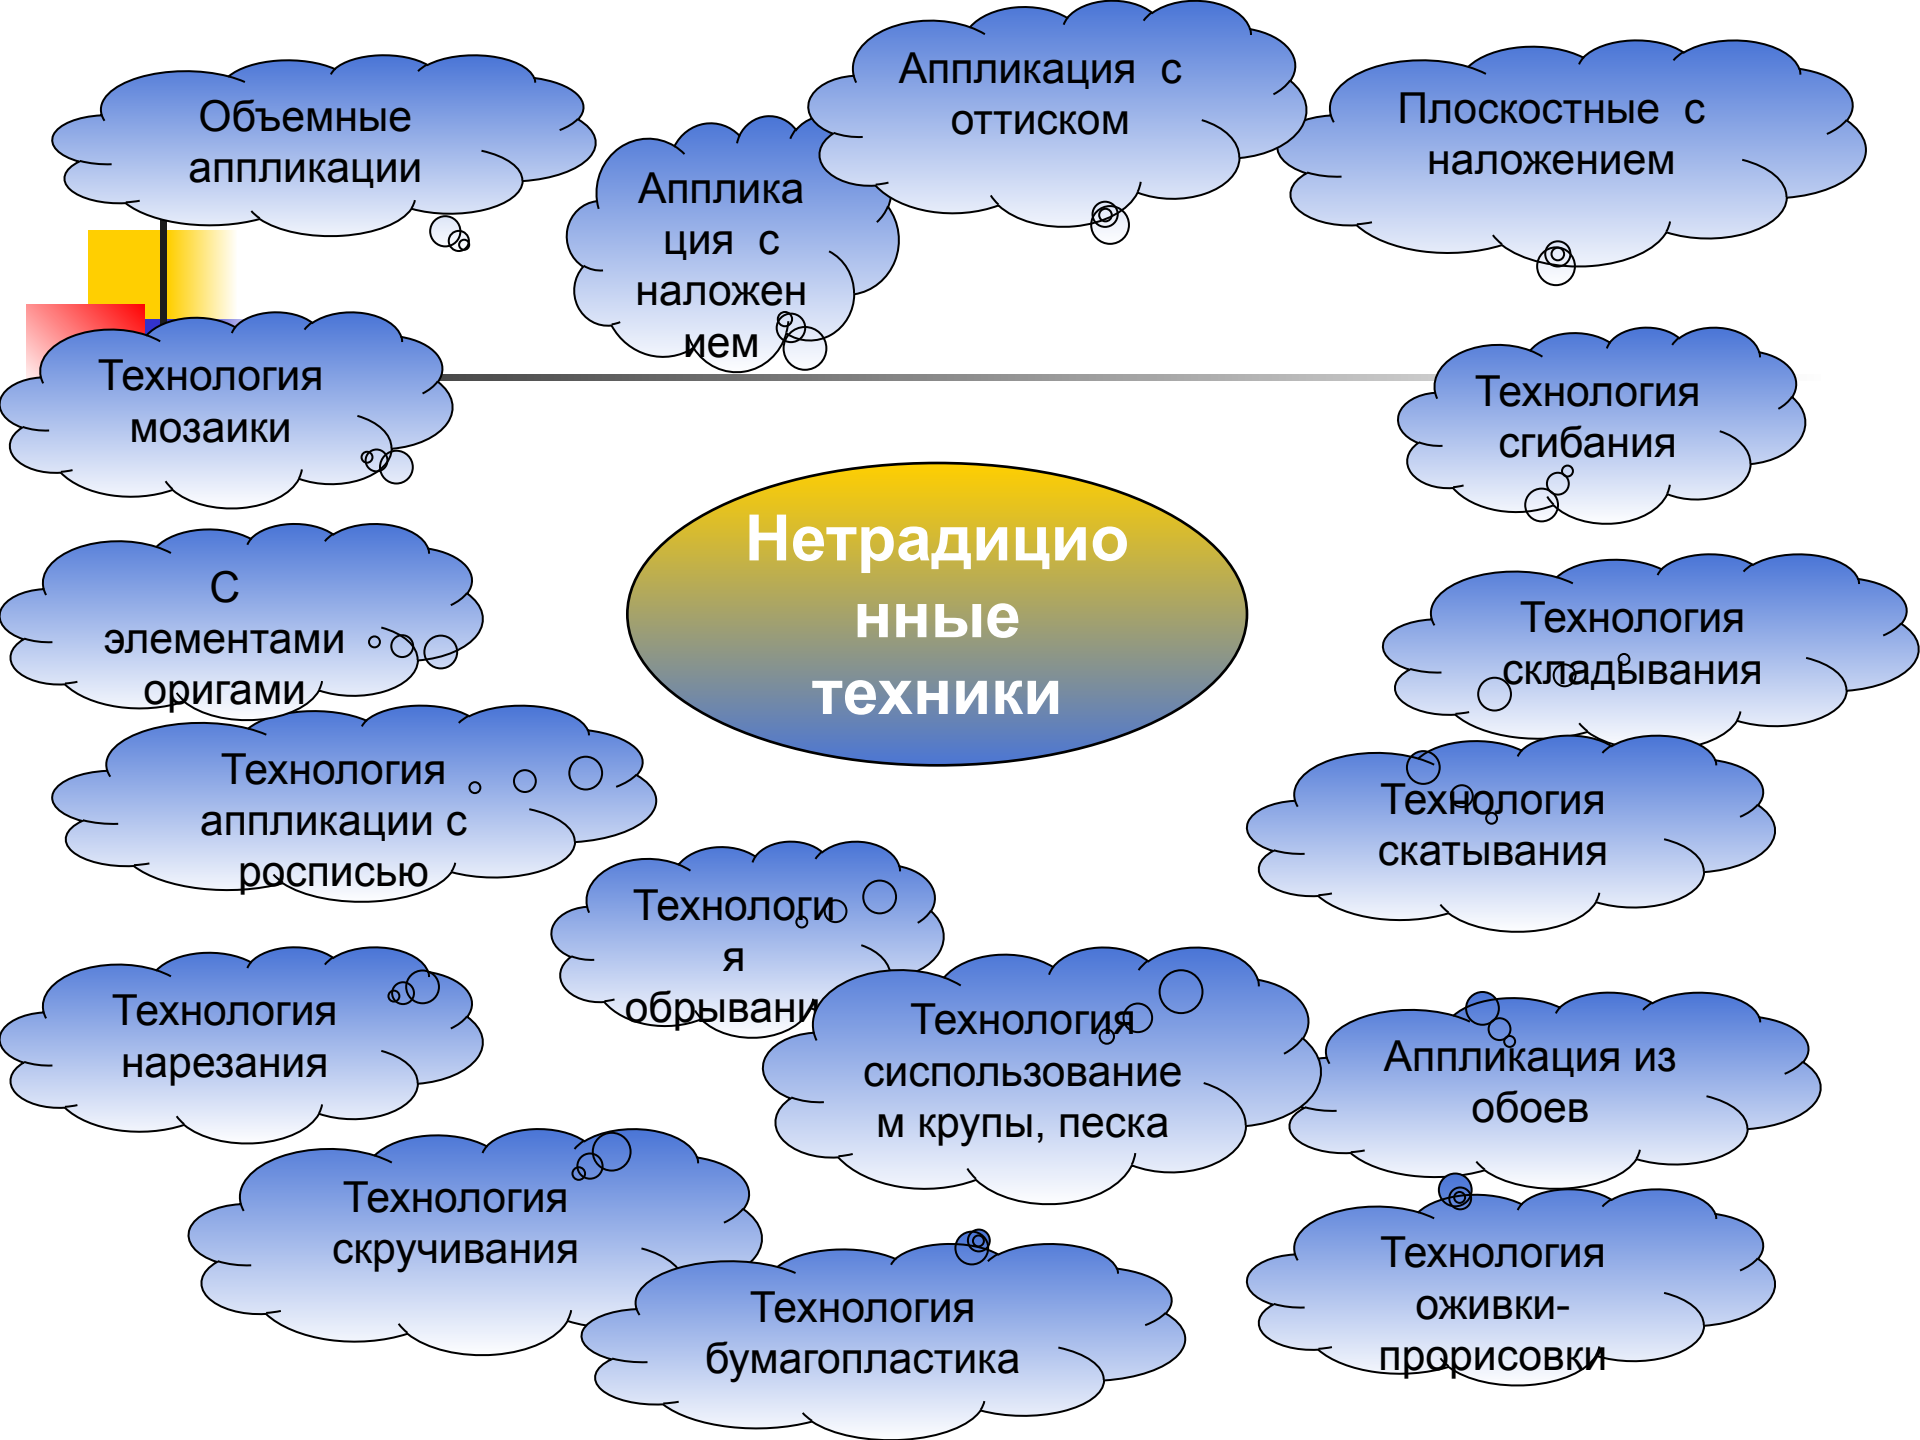 Объемные
аппликации
Апплика
ция с
наложен
ием
Аппликация с
оттиском
Плоскостные с
наложением
Технология
мозаики
Технология
сгибания
Нетрадицио
нные
техники
С
элементами
оригами
Технология
складывания
Технология
аппликации с
росписью
Технология
скатывания
Технологи
я
обрывани
Технология
нарезания
Технология
сиспользование
м крупы, песка
Аппликация из
обоев
Технология
скручивания
Технология
бумагопластика
Технология
оживки-
прорисовки